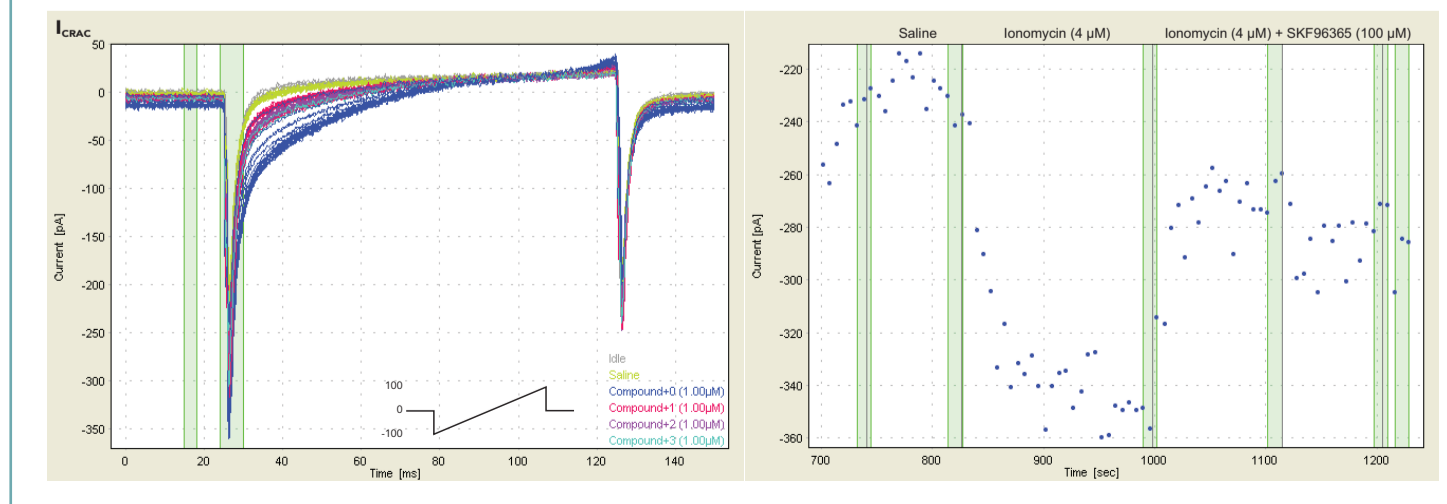 I_CRAC
50
0
-50
-100
-150
-200
-250
-300
-350
Current [pA]
0 20 40 60 80 100 120 140
Time [ms]
100
0
-100
Idle
Saline
Compound+0 (1.00µM)
Compound+1 (1.00µM)
Compound+2 (1.00µM)
Compound+3 (1.00µM)
Saline Ionomycin (4 µM) Ionomycin (4 µM) + SKF96365 (100 µM)
-220
-240
-260
-280
-300
-320
-340
-360
Current [pA]
700 800 900 1000 1100 1200
Time [sec]